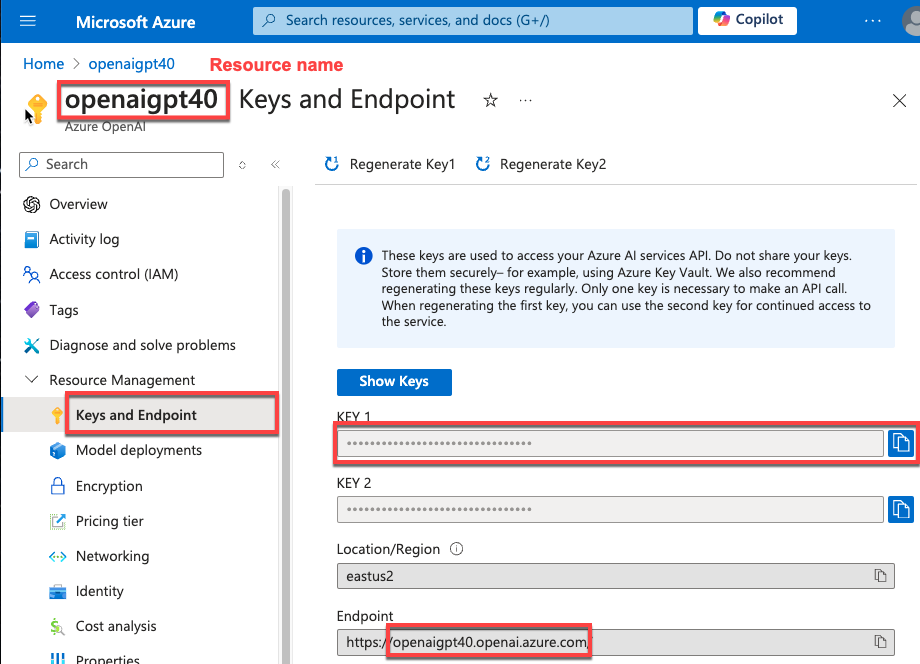 Microsoft Azure
Search resources, services, and docs (G+/)
Copilot
Home > openaigpt40
Resource name
openaigpt40 Keys and Endpoint
Azure OpenAI
Search
Regenerate Key1
Regenerate Key2
Overview
Activity log
Access control (IAM)
Tags
Diagnose and solve problems
Resource Management
Keys and Endpoint
Model deployments
Encryption
Pricing tier
Networking
Identity
Cost analysis
Properties
These keys are used to access your Azure AI services API. Do not share your keys.
Store them securely– for example, using Azure Key Vault. We also recommend
regenerating these keys regularly. Only one key is necessary to make an API call.
When regenerating the first key, you can use the second key for continued access to
the service.
Show Keys
KEY 1
••••••••••••••••••••••••••••••••
KEY 2
••••••••••••••••••••••••••••••••
Location/Region
eastus2
Endpoint
https://openaigpt40.openai.azure.com/